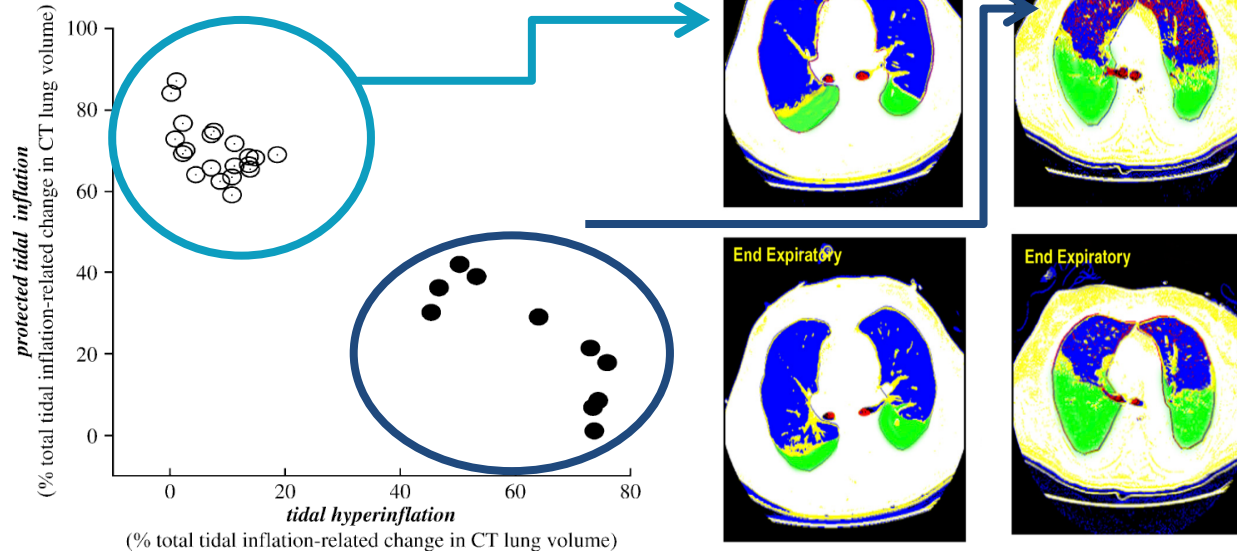 protected tidal inflation
(% total tidal inflation-related change in CT lung volume)
100
80
60
40
20
0
0 20 40 60 80
tidal hyperinflation
(% total tidal inflation-related change in CT lung volume)
End Expiratory
End Expiratory